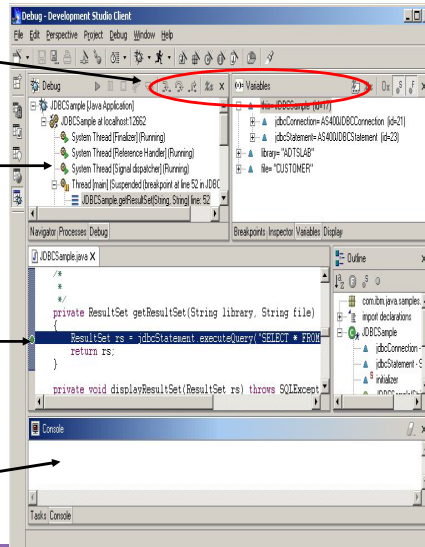 Debug - Development Studio Client
File Edit Perspective Project Debug Window Help
Debug
Variables
JDBCSample [Java Application]
JDBCSample at localhost:12662
System Thread [Finalizer] (Running)
System Thread [Reference Handler] (Running)
System Thread [Signal dispatcher] (Running)
Thread [main] (Suspended (breakpoint at line 52 in JDBC
JDBCSample.getResultSet(String, String) line: 52
this= JDBCSample (id=17)
jdbcConnection= AS400JDBCConnection (id=21)
jdbcStatement= AS400JDBCStatement (id=23)
library= "ADTSLAB"
file= "CUSTOMER"
Navigator Processes Debug
Breakpoints Inspector Variables Display
JDBCSample.java X
/*
*
*/
private ResultSet getResultSet(String library, String file)
{
ResultSet rs = jdbcStatement.executeQuery("SELECT * FROM
return rs;
}
private void displayResultSet(ResultSet rs) throws SQLExcept
Outline
com.ibm.java.samples.
import declarations
JDBCSample
jdbcConnection -
jdbcStatement - S
initializer
Console
Tasks Console